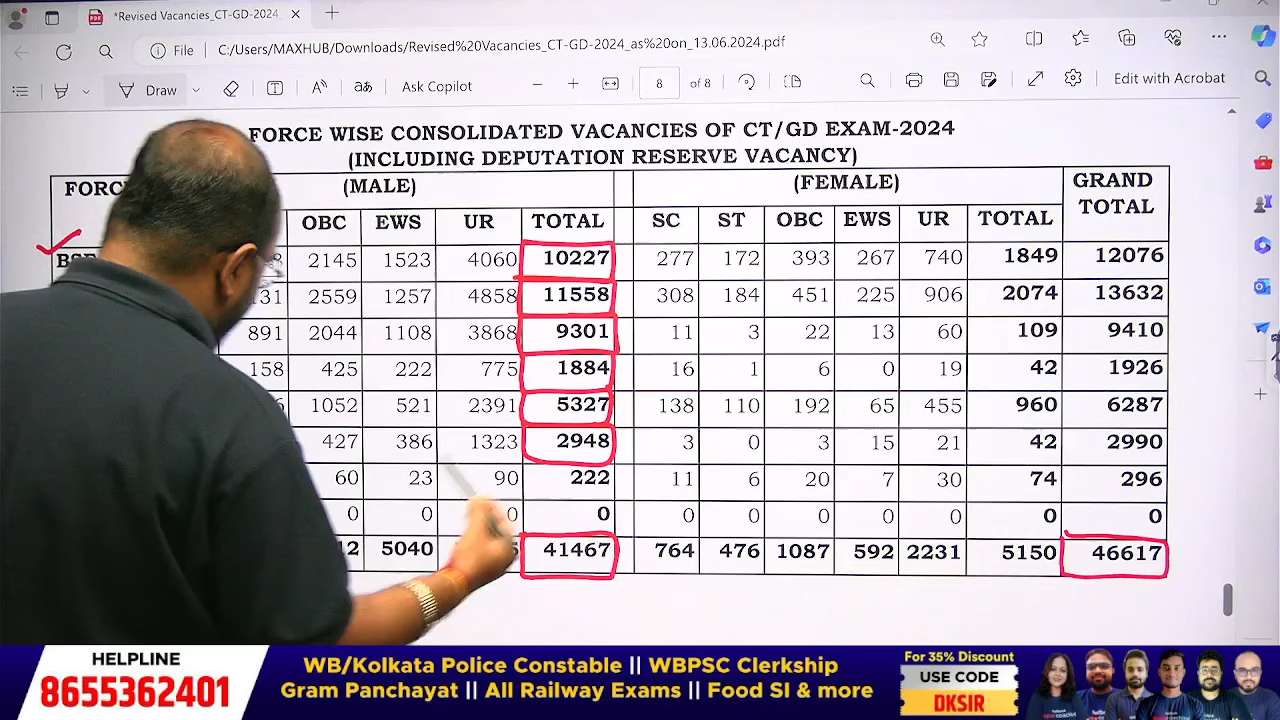 *Revised Vacancies_CT-GD-2024
File C:/Users/MAXHUB/Downloads/Revised%20Vacancies_CT-GD-2024_as%20on_13.06.2024.pdf
Draw Ask Copilot 8 of 8 Edit with Acrobat
FORCE WISE CONSOLIDATED VACANCIES OF CT/GD EXAM-2024
(INCLUDING DEPUTATION RESERVE VACANCY)
(MALE) (FEMALE) GRAND TOTAL
OBC EWS UR TOTAL SC ST OBC EWS UR TOTAL
2145 1523 4060 10227 277 172 393 267 740 1849 12076
2559 1257 4858 11558 308 184 451 225 906 2074 13632
891 2044 1108 3868 9301 11 3 22 13 60 109 9410
158 425 222 775 1884 16 1 6 0 19 42 1926
1052 521 2391 5327 138 110 192 65 455 960 6287
427 386 1323 2948 3 0 3 15 21 42 2990
60 23 90 222 11 6 20 7 30 74 296
0 0 0 0 0 0 0 0 0 0 0
5040 41467 764 476 1087 592 2231 5150 46617
HELPLINE
8655362401
WB/Kolkata Police Constable || WBPSC Clerkship
Gram Panchayat || All Railway Exams || Food SI & more
For 35% Discount
USE CODE
DKSIR